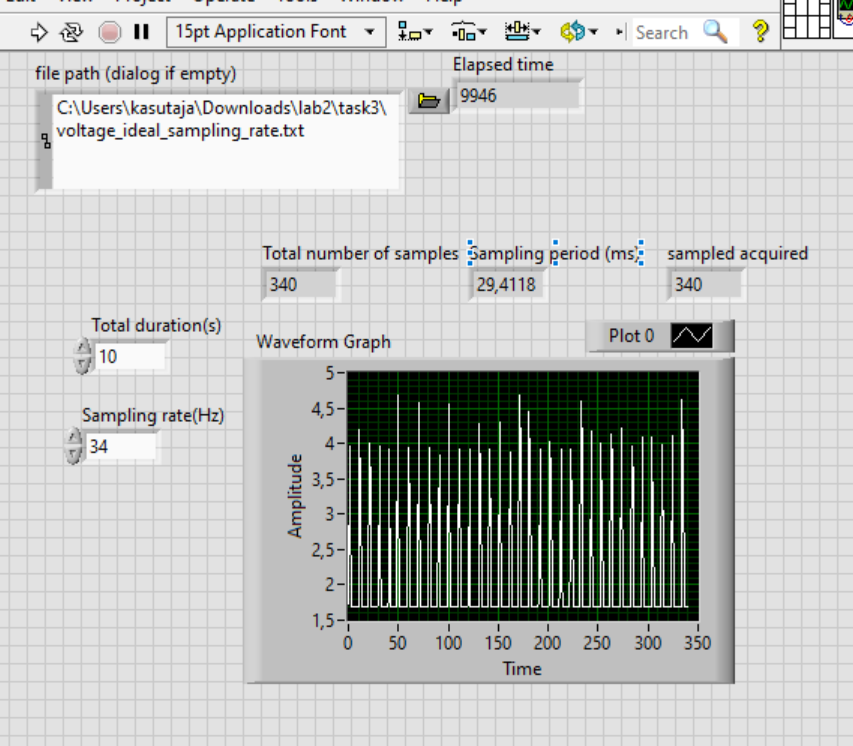 15pt Application Font
Search
file path (dialog if empty)
Elapsed time
C:\Users\kasutaja\Downloads\lab2\task3\
voltage_ideal_sampling_rate.txt
9946
Total number of samples
Sampling period (ms)
sampled acquired
340
29,4118
340
Total duration(s)
10
Sampling rate(Hz)
34
Waveform Graph
Plot 0
5
4,5
4
3,5
3
2,5
2
1,5
Amplitude
0 50 100 150 200 250 300 350
Time